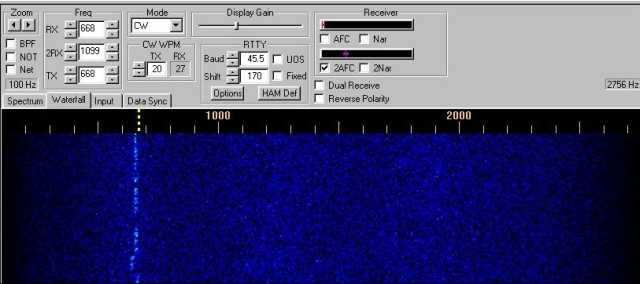 Zoom Freq Mode Display Gain Receiver
RX 668 CW
AFC Nar
BPF CW WPM RTTY
NOT 2RX 1099 TX RX Baud 45.5 UOS
Net 20 27 2AFC 2Nar
TX 668 Shift 170 Fixed
100 Hz Options HAM Def Dual Receive 2756 Hz
Spectrum Waterfall Input Data Sync Reverse Polarity
1000 2000